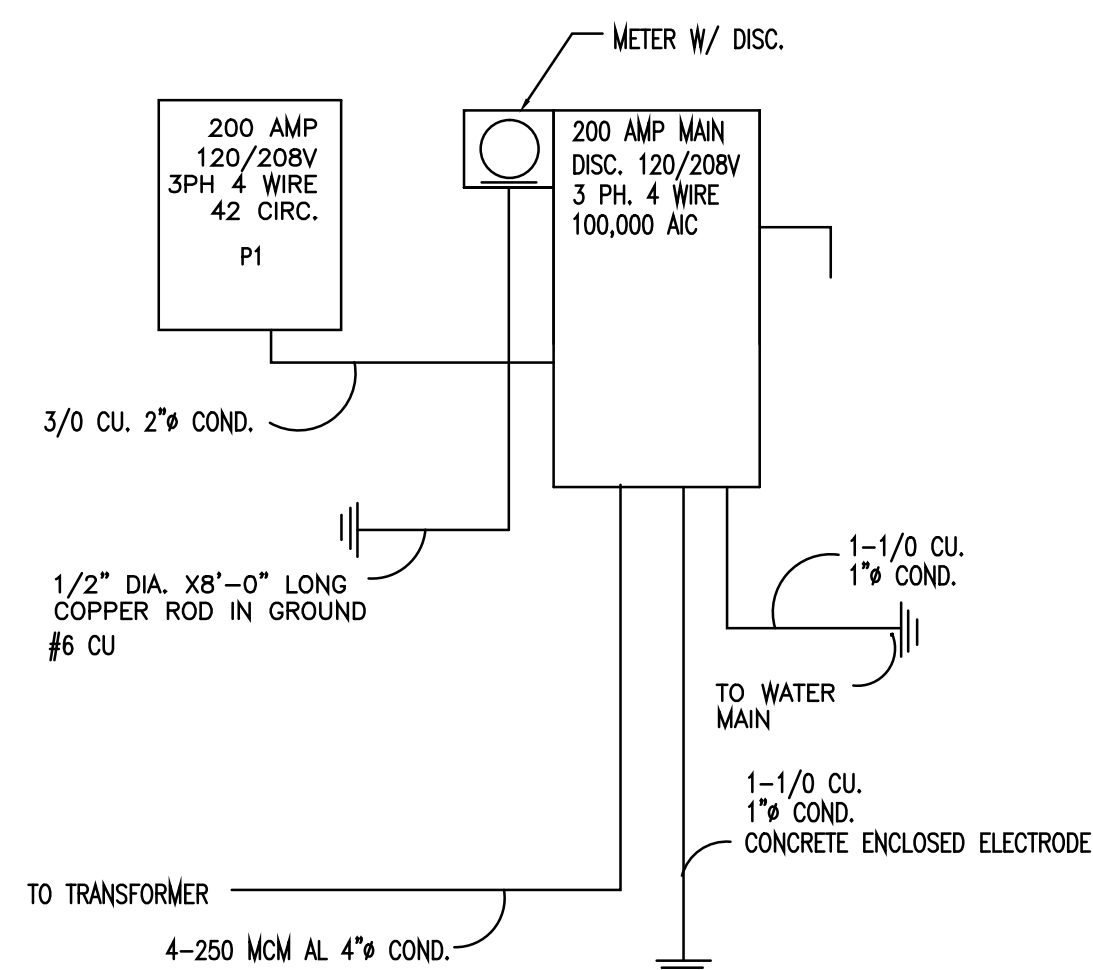 METER W/ DISC.
200 AMP
120/208V
3PH 4 WIRE
42 CIRC.
P1
200 AMP MAIN
DISC. 120/208V
3 PH. 4 WIRE
100,000 AIC
3/0 CU. 2"ø COND.
1/2" DIA. X8'-0" LONG
COPPER ROD IN GROUND
#6 CU
1-1/0 CU.
1"ø COND.
TO WATER
MAIN
1-1/0 CU.
1"ø COND.
CONCRETE ENCLOSED ELECTRODE
TO TRANSFORMER
4-250 MCM AL 4"ø COND.